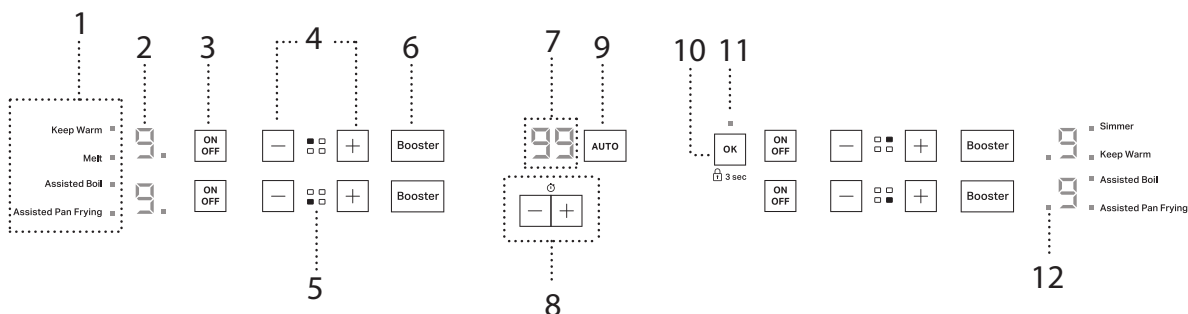 1
2
3
4
6
7
9
10
11
Keep Warm
Melt
Assisted Boil
Assisted Pan Frying
9.
9.
ON
OFF
ON
OFF
−
+
−
+
Booster
Booster
99
AUTO
−
+
OK
3 sec
ON
OFF
ON
OFF
−
+
−
+
Booster
Booster
9
9
Simmer
Keep Warm
Assisted Boil
Assisted Pan Frying
5
8
12